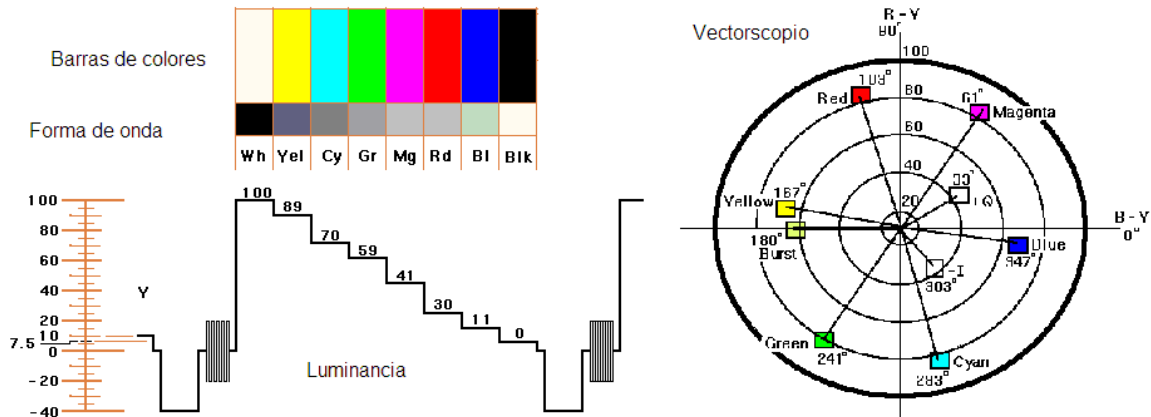 Barras de colores
Forma de onda
Wh Yel Cy Gr Mg Rd Bl Blk
100
89
70
59
41
30
11
0
100
80
60
40
20
10
7.5
0
-20
-40
Y
Luminancia
Vectorscopio
R-Y
90°
100
80
60
40
20
103°
Red
61°
Magenta
33°
+Q
167°
Yellow
180°
Burst
B-Y
0°
Blue
347°
-I
303°
Green
241°
Cyan
283°